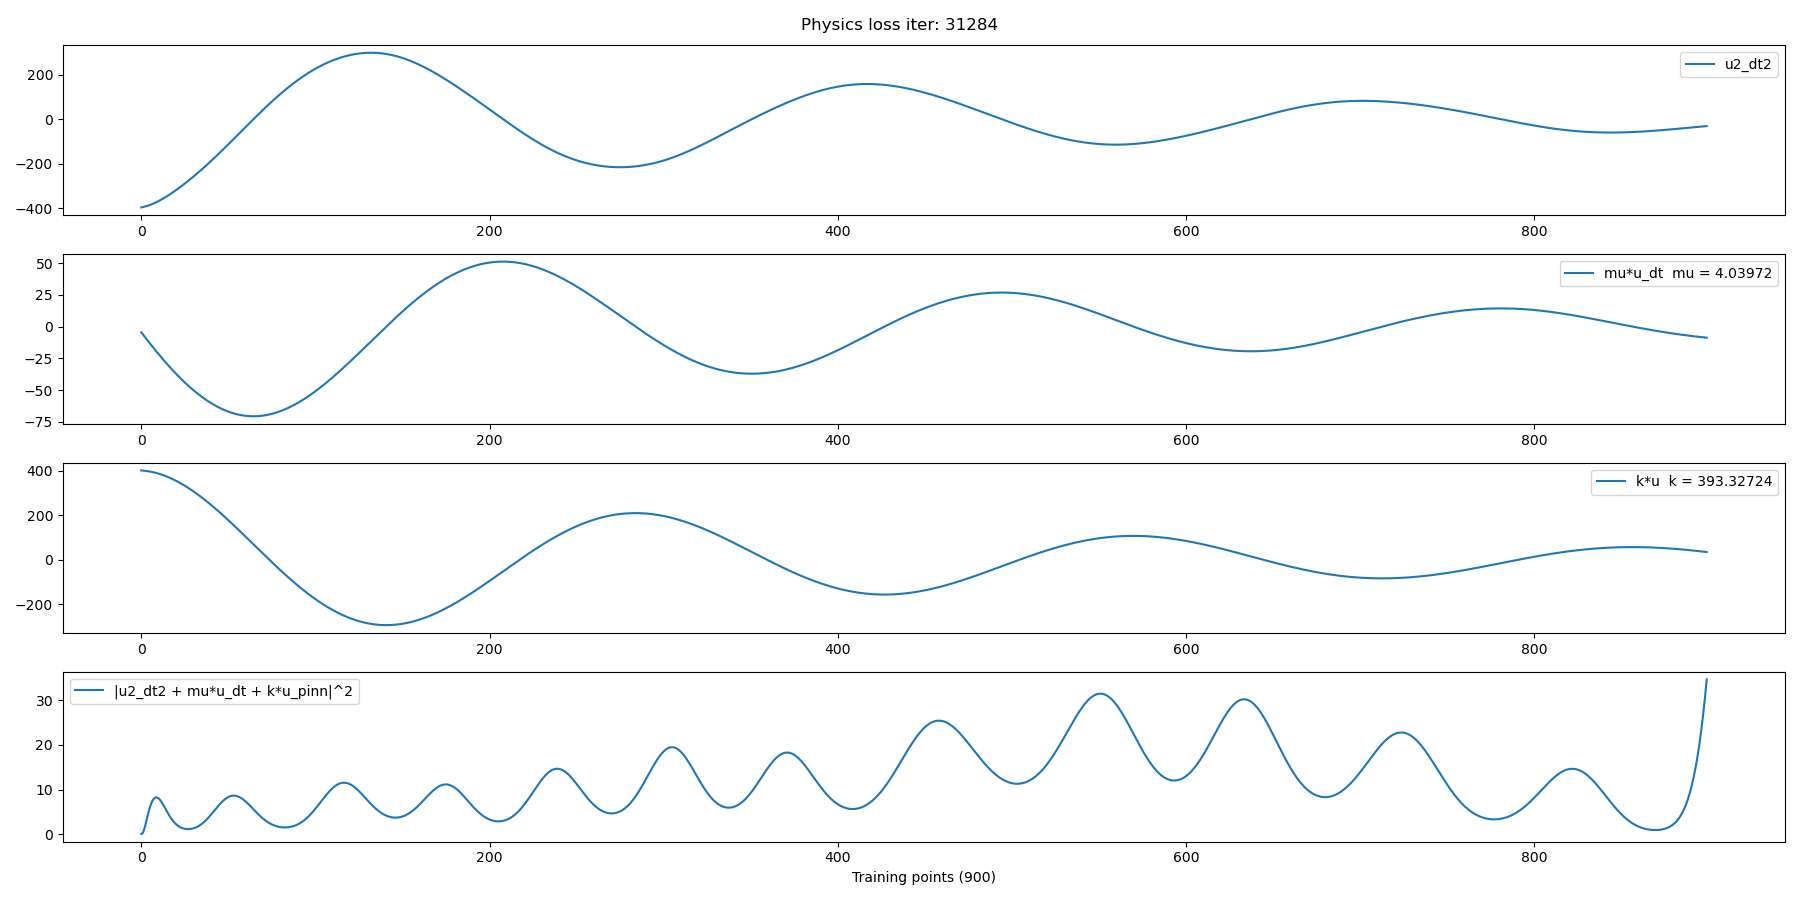 Physics loss iter: 31284
u2_dt2
200
0
−200
−400
0 200 400 600 800
mu*u_dt mu = 4.03972
50
25
0
−25
−50
−75
0 200 400 600 800
k*u k = 393.32724
400
200
0
−200
0 200 400 600 800
|u2_dt2 + mu*u_dt + k*u_pinn|^2
30
20
10
0
0 200 400 600 800
Training points (900)